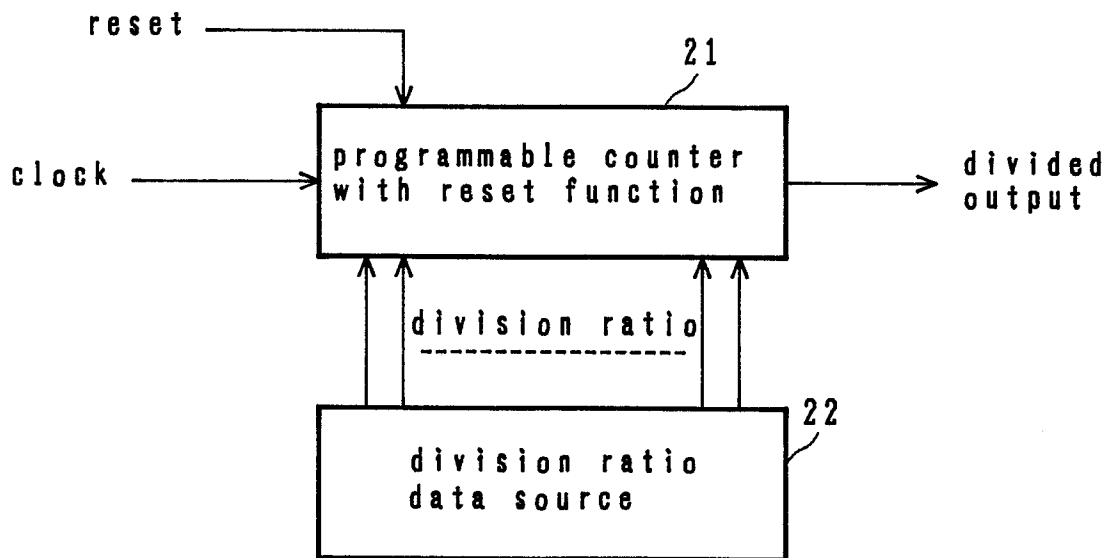 reset
21
programmable counter
with reset function
clock
divided
output
division ratio
22
division ratio
data source